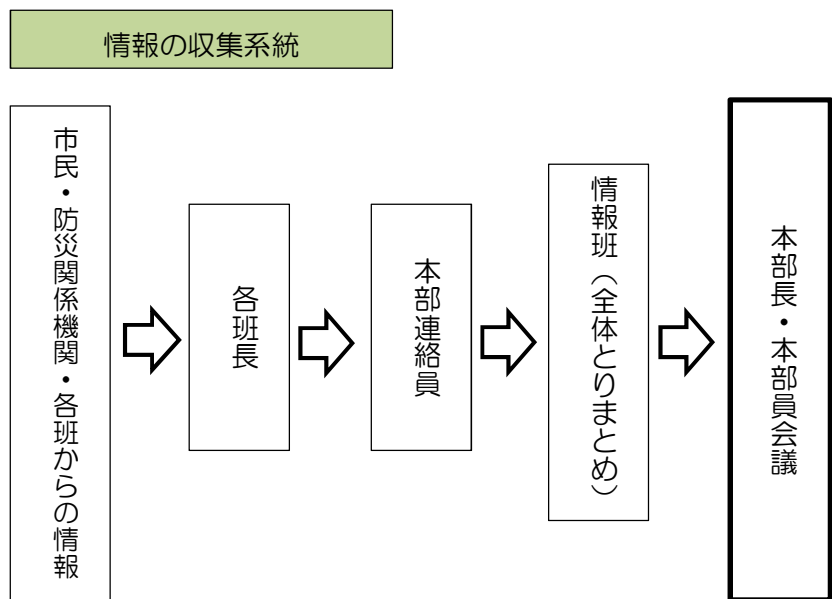 情報の収集系統
市民・防災関係機関・各班からの情報
各班長
本部連絡員
情報班（全体とりまとめ）
本部長・本部員会議